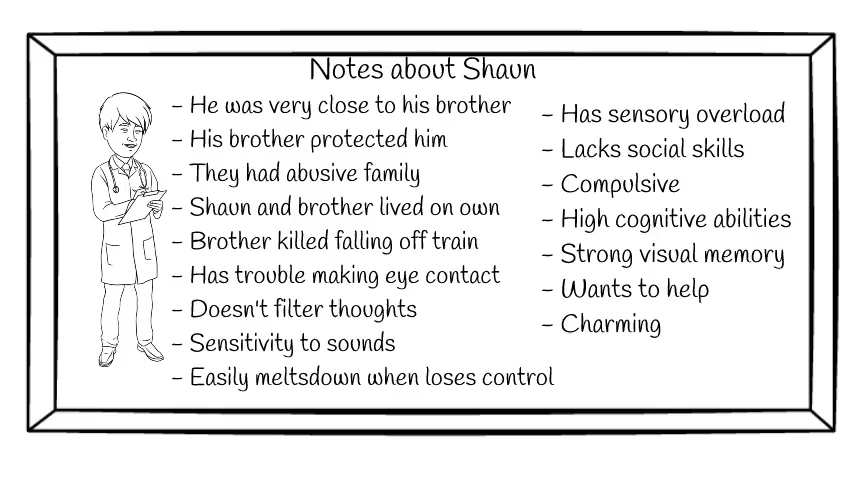 Notes about Shaun
- He was very close to his brother
- His brother protected him
- They had abusive family
- Shaun and brother lived on own
- Brother killed falling off train
- Has trouble making eye contact
- Doesn't filter thoughts
- Sensitivity to sounds
- Easily meltsdown when loses control
- Has sensory overload
- Lacks social skills
- Compulsive
- High cognitive abilities
- Strong visual memory
- Wants to help
- Charming